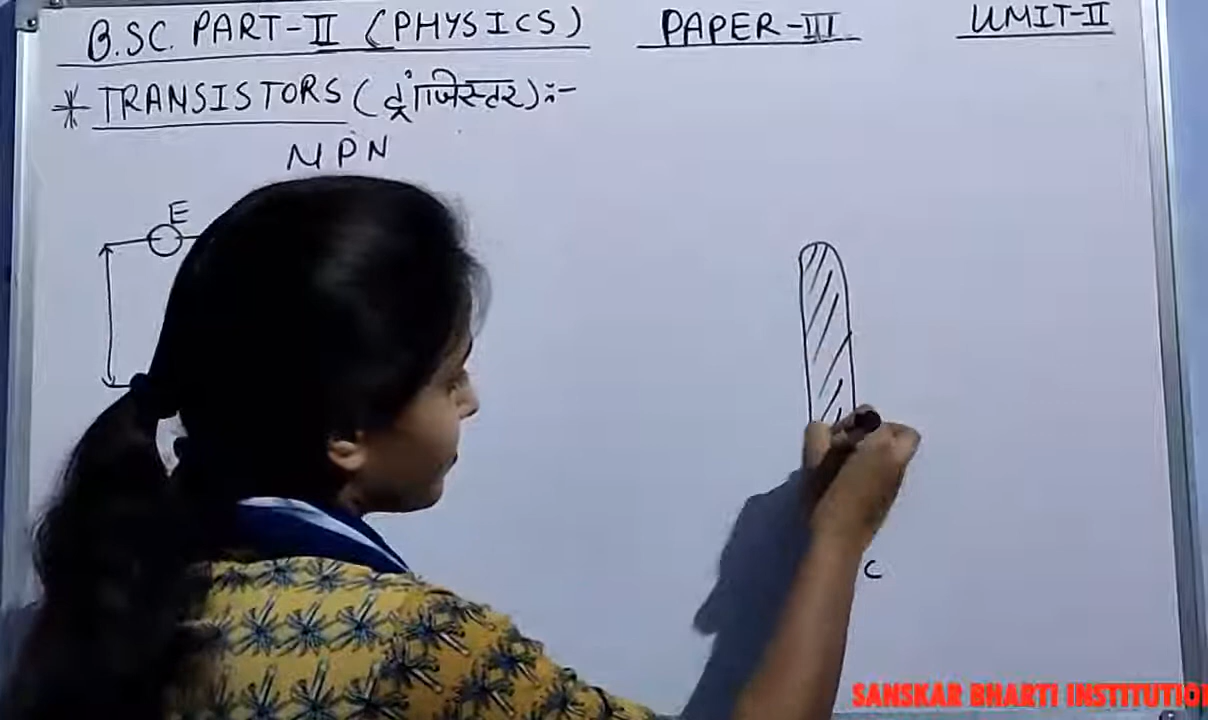 B.SC. PART-II (PHYSICS) PAPER-III UNIT-II
* TRANSISTORS (ट्रांजिस्टर):-
NPN
E
C
SANSKAR BHARTI INSTITUTION